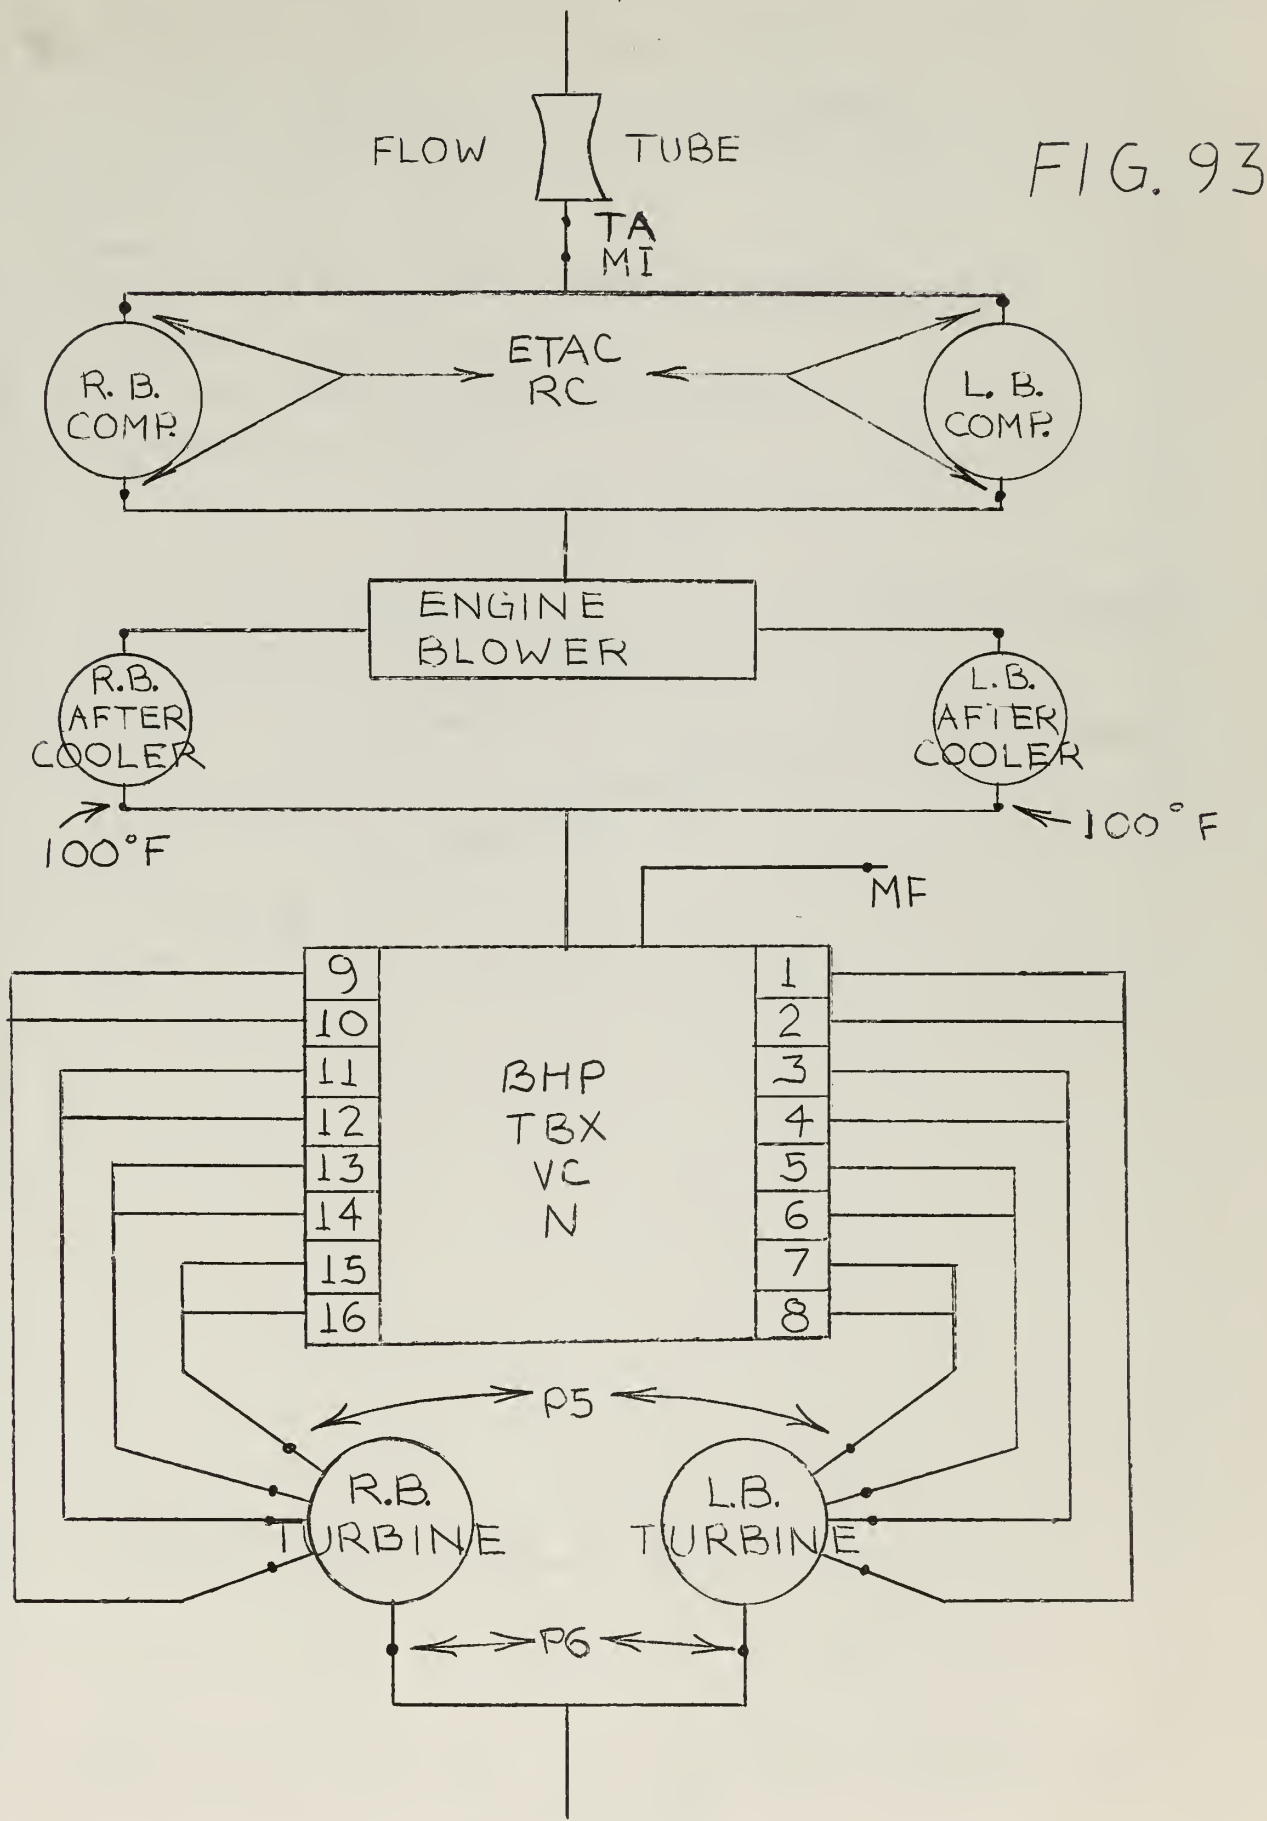 FLOW TUBE
FIG. 93
TA
MI
ETAC
RC
R. B.
COMP.
L. B.
COMP.
ENGINE
BLOWER
R.B.
AFTER
COOLER
L.B.
AFTER
COOLER
100°F
100°F
MF
9
10
11
12
13
14
15
16
BHP
TBX
VC
N
1
2
3
4
5
6
7
8
P5
R.B.
TURBINE
L.B.
TURBINE
P6